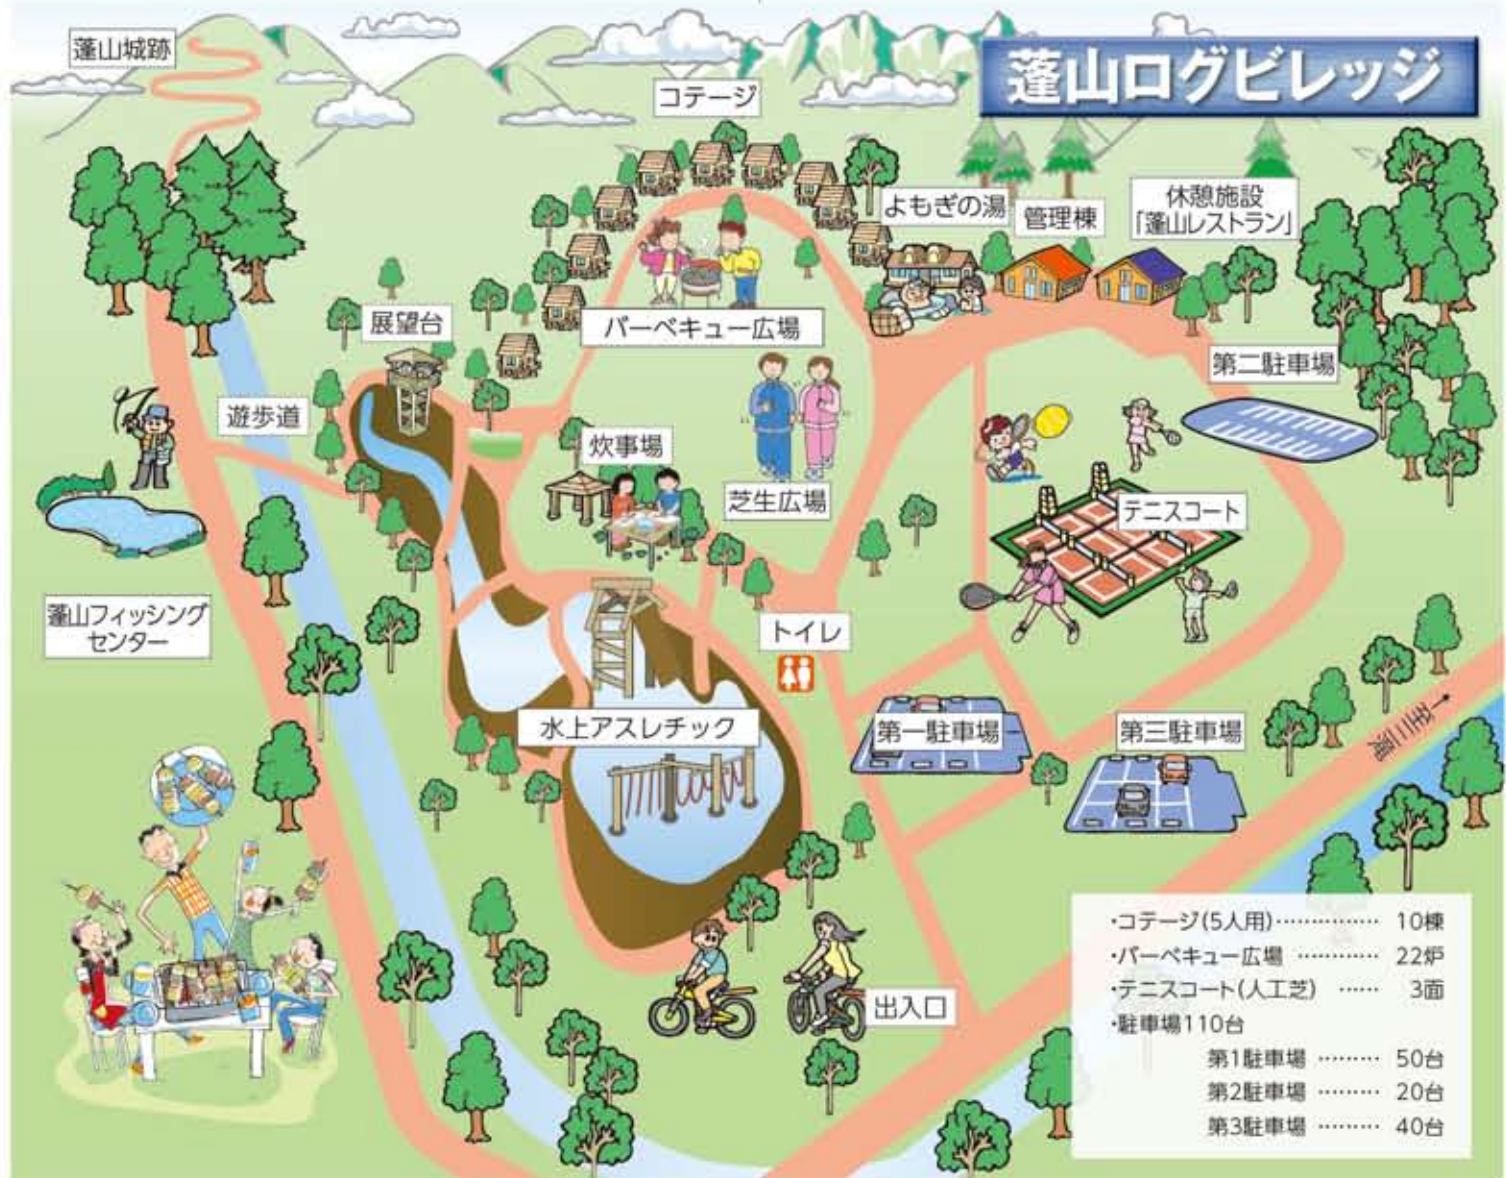 蓬山城跡
コテージ
蓬山ログビレッジ
よもぎの湯
管理棟
休憩施設
「蓬山レストラン」
展望台
バーベキュー広場
第二駐車場
遊歩道
炊事場
芝生広場
テニスコート
蓬山フィッシング
センター
トイレ
水上アスレチック
第一駐車場
第三駐車場
↑至三滝
出入口
・コテージ(5人用)…………… 10棟
・バーベキュー広場 ………… 22炉
・テニスコート(人工芝) …… 3面
・駐車場110台
第1駐車場 ……… 50台
第2駐車場 ……… 20台
第3駐車場 ……… 40台